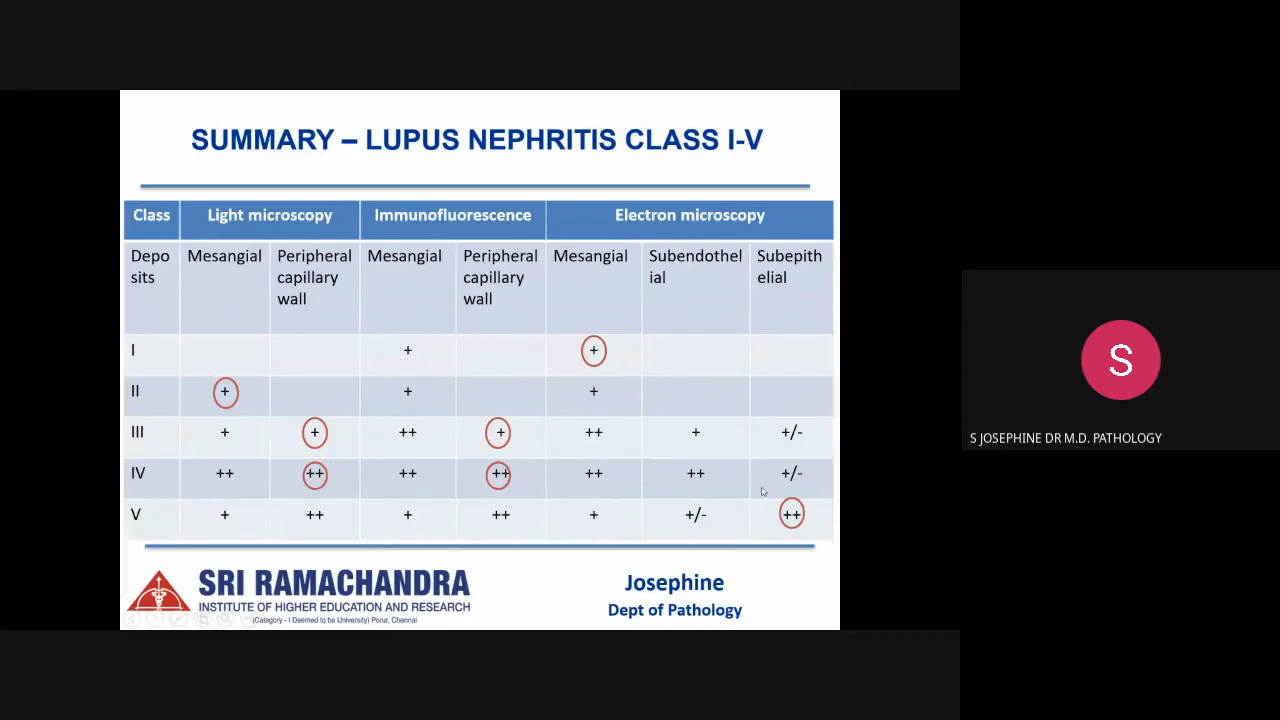 SUMMARY – LUPUS NEPHRITIS CLASS I-V
Class Light microscopy Immunofluorescence Electron microscopy
Depo Mesangial Peripheral Mesangial Peripheral Mesangial Subendothel Subepith
sits capillary capillary ial elial
wall wall
I + +
II + + +
III + + ++ + ++ + +/-
IV ++ ++ ++ ++ ++ ++ +/-
V + ++ + ++ + +/- ++
SRI RAMACHANDRA
INSTITUTE OF HIGHER EDUCATION AND RESEARCH
(Category - I Deemed to be University) Porur, Chennai
Josephine
Dept of Pathology
S
S JOSEPHINE DR M.D. PATHOLOGY